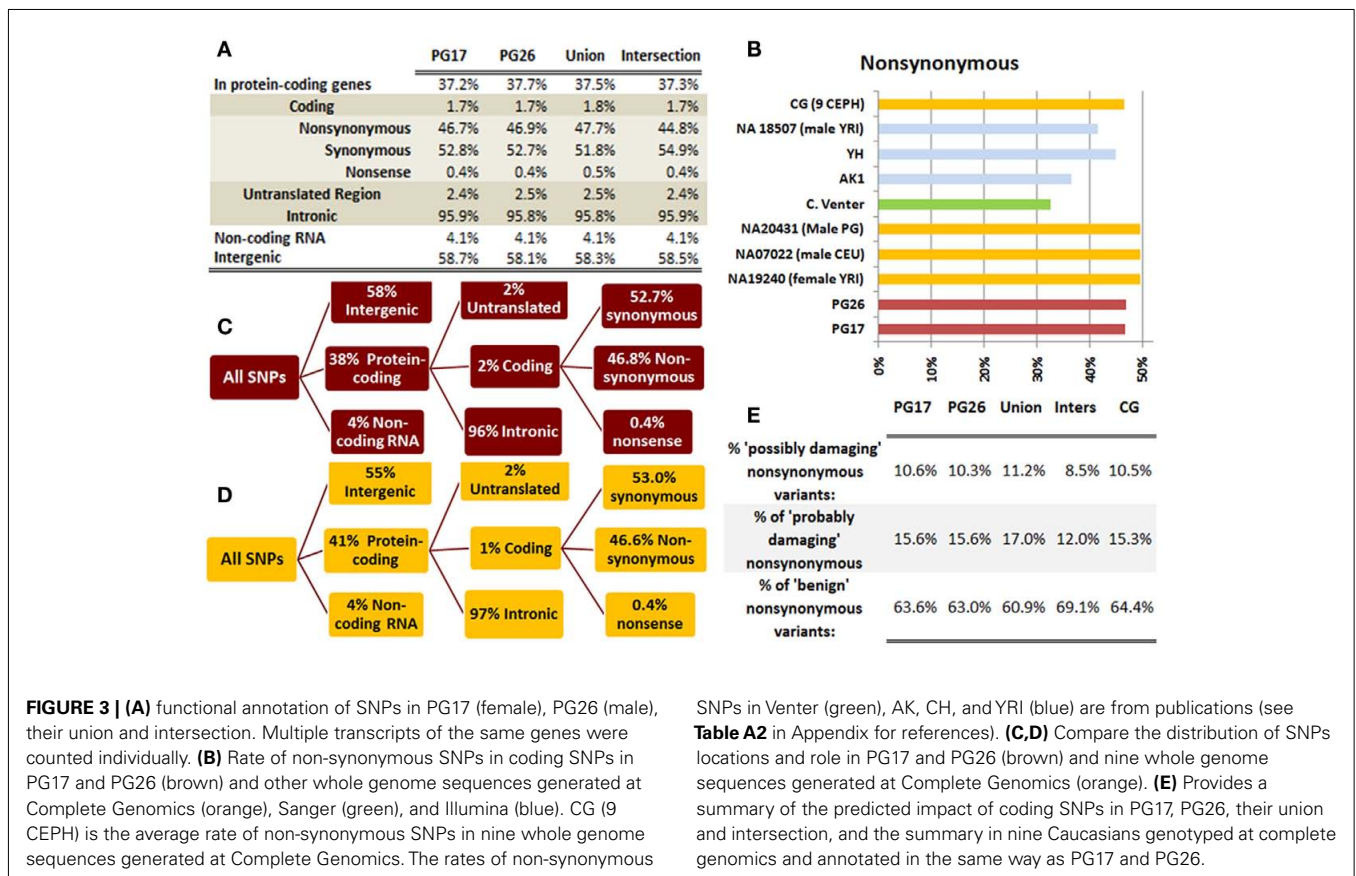 A
PG17 PG26 Union Intersection
In protein-coding genes 37.2% 37.7% 37.5% 37.3%
Coding 1.7% 1.7% 1.8% 1.7%
Nonsynonymous 46.7% 46.9% 47.7% 44.8%
Synonymous 52.8% 52.7% 51.8% 54.9%
Nonsense 0.4% 0.4% 0.5% 0.4%
Untranslated Region 2.4% 2.5% 2.5% 2.4%
Intronic 95.9% 95.8% 95.8% 95.9%
Non-coding RNA 4.1% 4.1% 4.1% 4.1%
Intergenic 58.7% 58.1% 58.3% 58.5%
B
Nonsynonymous
CG (9 CEPH)
NA 18507 (male YRI)
YH
AK1
C. Venter
NA20431 (Male PG)
NA07022 (male CEU)
NA19240 (female YRI)
PG26
PG17
0% 10% 20% 30% 40% 50%
C
All SNPs
58%
Intergenic
38% Protein-
coding
4% Non-
coding RNA
2%
Untranslated
2% Coding
96% Intronic
52.7%
synonymous
46.8% Non-
synonymous
0.4%
nonsense
D
All SNPs
55%
Intergenic
41% Protein-
coding
4% Non-
coding RNA
2%
Untranslated
1% Coding
97% Intronic
53.0%
synonymous
46.6% Non-
synonymous
0.4%
nonsense
E
PG17 PG26 Union Inters CG
% 'possibly damaging'
nonsynonymous
variants:
10.6% 10.3% 11.2% 8.5% 10.5%
% of 'probably
damaging'
nonsynonymous
15.6% 15.6% 17.0% 12.0% 15.3%
% of 'benign'
nonsynonymous
variants:
63.6% 63.0% 60.9% 69.1% 64.4%
FIGURE 3 | (A) functional annotation of SNPs in PG17 (female), PG26 (male),
their union and intersection. Multiple transcripts of the same genes were
counted individually. (B) Rate of non-synonymous SNPs in coding SNPs in
PG17 and PG26 (brown) and other whole genome sequences generated at
Complete Genomics (orange), Sanger (green), and Illumina (blue). CG (9
CEPH) is the average rate of non-synonymous SNPs in nine whole genome
sequences generated at Complete Genomics. The rates of non-synonymous
SNPs in Venter (green), AK, CH, and YRI (blue) are from publications (see
Table A2 in Appendix for references). (C,D) Compare the distribution of SNPs
locations and role in PG17 and PG26 (brown) and nine whole genome
sequences generated at Complete Genomics (orange). (E) Provides a
summary of the predicted impact of coding SNPs in PG17, PG26, their union
and intersection, and the summary in nine Caucasians genotyped at complete
genomics and annotated in the same way as PG17 and PG26.